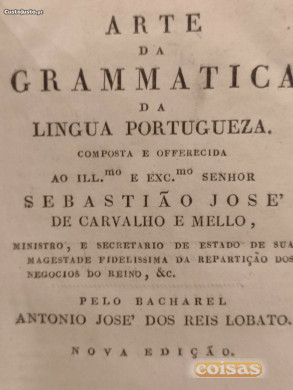 CustoJusto.pt
ARTE
DA
GRAMMATICA
DA
LINGUA PORTUGUEZA.
COMPOSTA E OFFERECIDA
AO ILL.mo E EXC.mo SENHOR
SEBASTIÃO JOSE'
DE CARVALHO E MELLO,
MINISTRO, E SECRETARIO DE ESTADO DE SUA
MAGESTADE FIDELISSIMA DA REPARTIÇÃO DOS
NEGOCIOS DO REINO, &c.
PELO BACHAREL
ANTONIO JOSE' DOS REIS LOBATO.
NOVA EDIÇÃO.
coisas